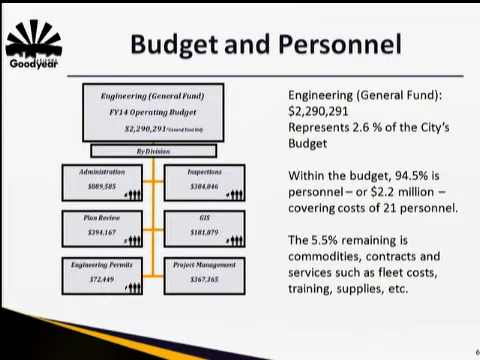 Budget and Personnel
ARIZONA
Goodyear
Engineering (General Fund)
FY14 Operating Budget
$2,290,291 *General Fund Only
By Division
Administration
$889,585
Inspections
$384,846
Plan Review
$394,167
GIS
$181,879
Engineering Permits
$72,449
Project Management
$367,365
Engineering (General Fund):
$2,290,291
Represents 2.6 % of the City's
Budget
Within the budget, 94.5% is
personnel – or $2.2 million –
covering costs of 21 personnel.
The 5.5% remaining is
commodities, contracts and
services such as fleet costs,
training, supplies, etc.
6